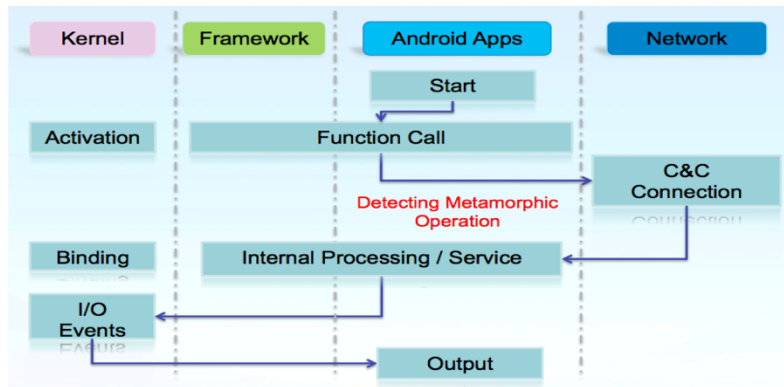 Kernel
Framework
Android Apps
Network
Start
Activation
Function Call
C&C
Connection
Detecting Metamorphic
Operation
Binding
Internal Processing / Service
I/O
Events
Output